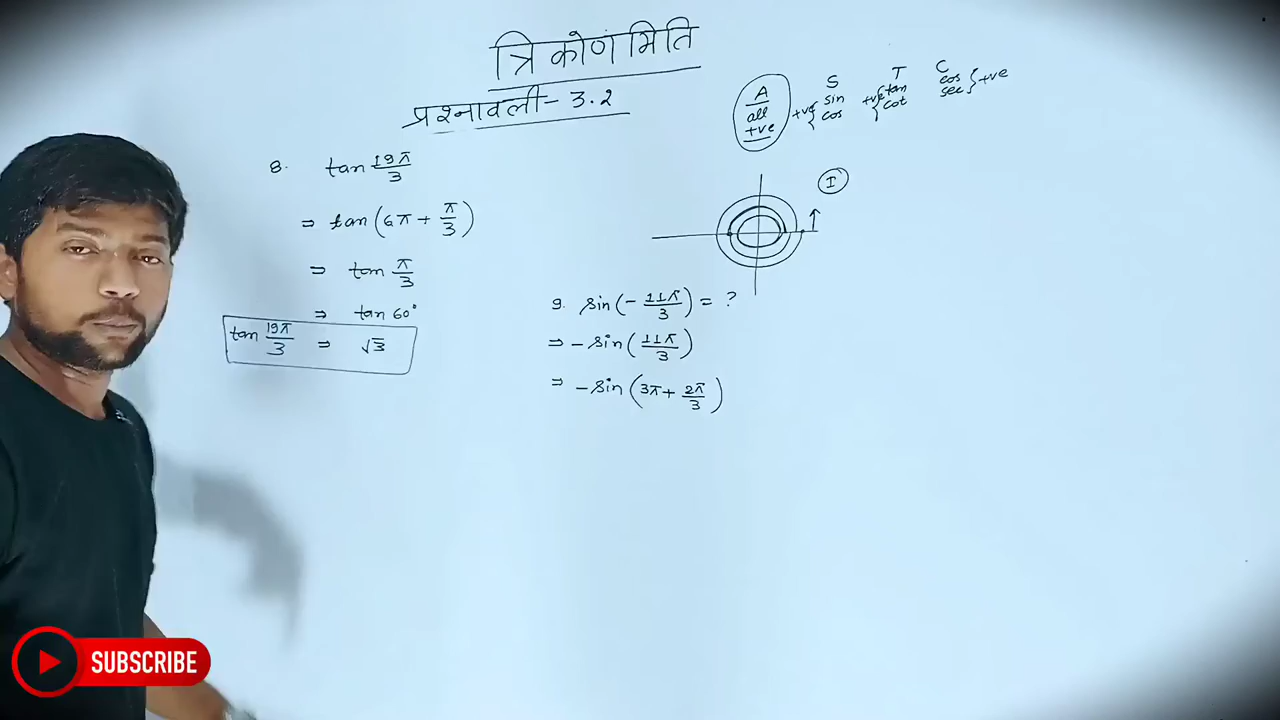 त्रिकोणमिति
प्रश्नावली- 3.2
A
all
+ve
S
+ve { sin
cos
T
+ve { tan
cot
C
cos
sec } +ve
I
8. tan 19π/3
⇒ tan (6π + π/3)
⇒ tan π/3
⇒ tan 60°
tan 19π/3 ⇒ √3
9. sin (- 11π/3) = ?
⇒ - sin (11π/3)
⇒ - sin (3π + 2π/3)
SUBSCRIBE